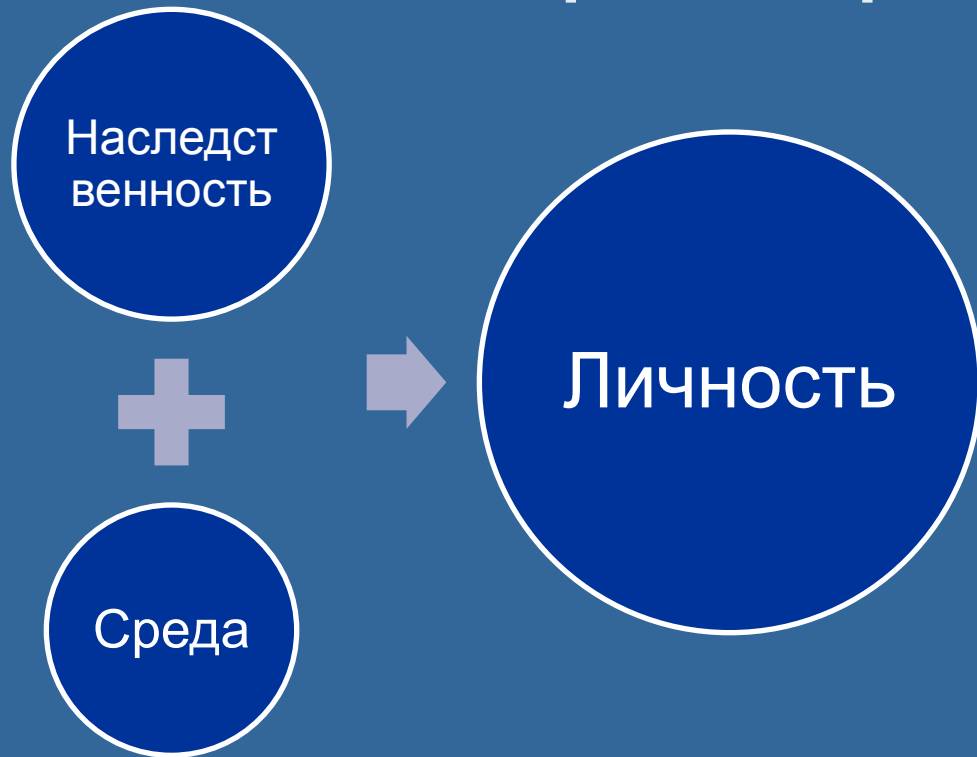 Наследст
венность
Личность
Среда